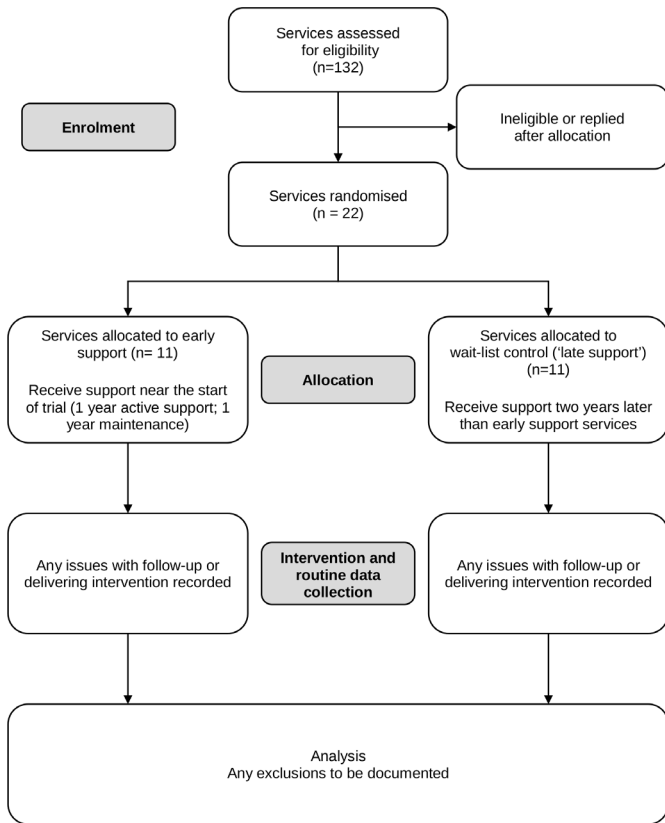 Services assessed
for eligibility
(n=132)
Enrolment
Ineligible or replied
after allocation
Services randomised
(n = 22)
Services allocated to early
support (n= 11)
Receive support near the start
of trial (1 year active support; 1
year maintenance)
Allocation
Services allocated to
wait-list control (‘late support’)
(n=11)
Receive support two years later
than early support services
Any issues with follow-up or
delivering intervention recorded
Intervention and
routine data
collection
Any issues with follow-up or
delivering intervention recorded
Analysis
Any exclusions to be documented